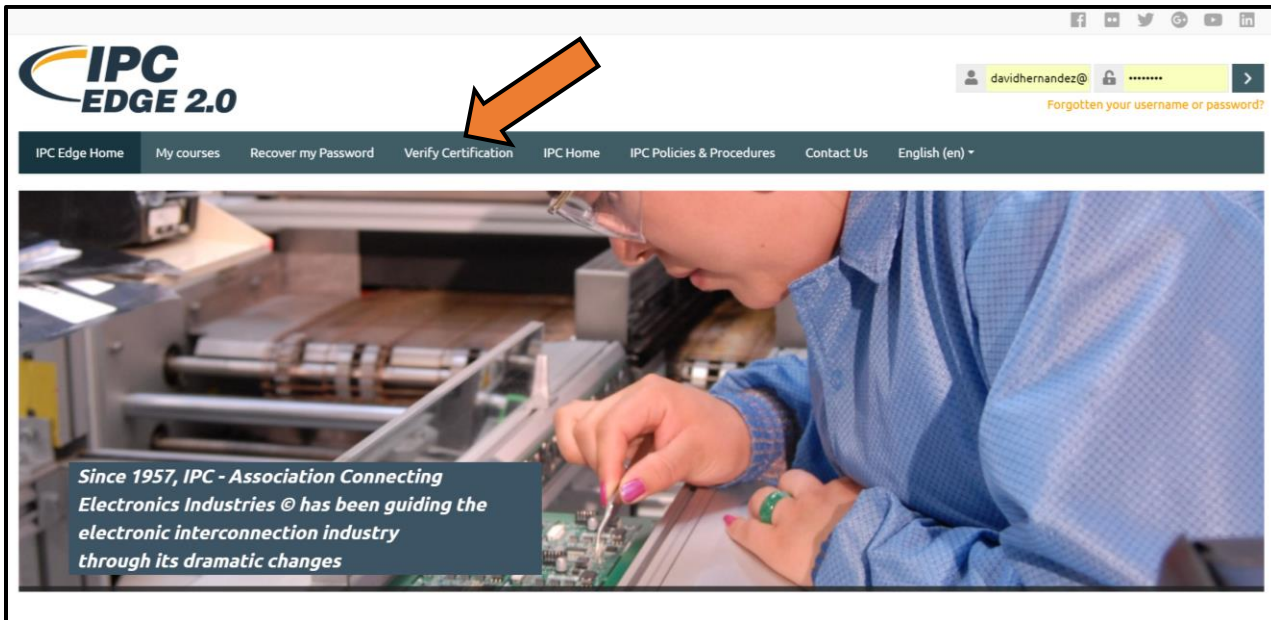 IPC
EDGE 2.0
davidhernandez@ ········ >
Forgotten your username or password?
IPC Edge Home My courses Recover my Password Verify Certification IPC Home IPC Policies & Procedures Contact Us English (en)
Since 1957, IPC - Association Connecting
Electronics Industries © has been guiding the
electronic interconnection industry
through its dramatic changes